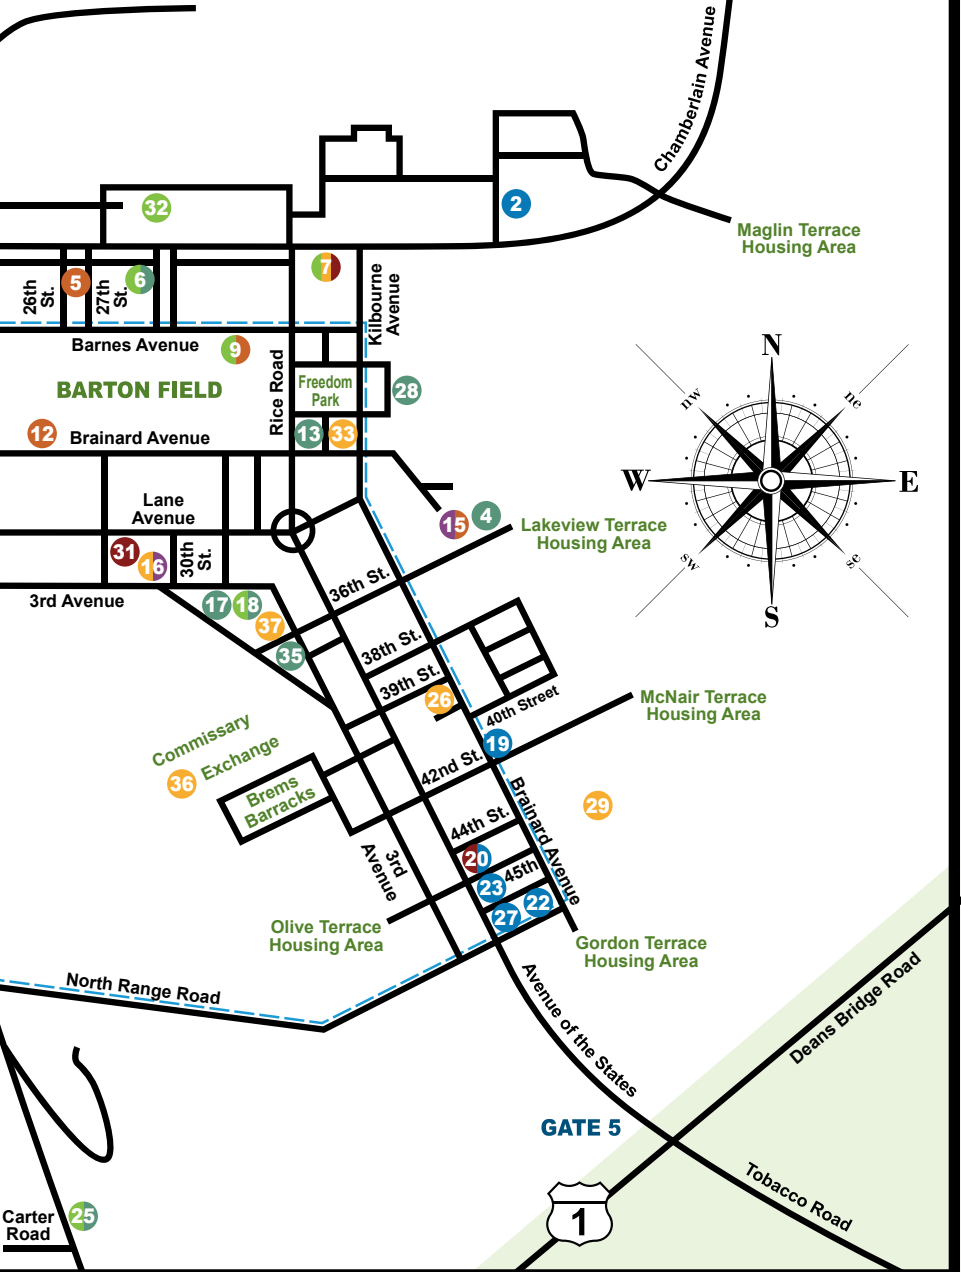 Chamberlain Avenue
32
2
Maglin Terrace
Housing Area
26th
St.
5
27th
St.
6
7
Kilbourne
Avenue
Barnes Avenue
9
Rice Road
BARTON FIELD
Freedom
Park
28
12
Brainard Avenue
13
33
N
nw
ne
W
E
sw
se
S
Lane
Avenue
15
4
Lakeview Terrace
Housing Area
31
16
30th
St.
36th St.
3rd Avenue
17
18
37
35
38th St.
39th St.
26
40th Street
McNair Terrace
Housing Area
19
Commissary
36
Exchange
Brems
Barracks
42nd St.
29
Brainard Avenue
44th St.
3rd
Avenue
20
45th
23
22
27
Olive Terrace
Housing Area
Gordon Terrace
Housing Area
North Range Road
Avenue of the States
Deans Bridge Road
GATE 5
Tobacco Road
1
Carter
Road
25